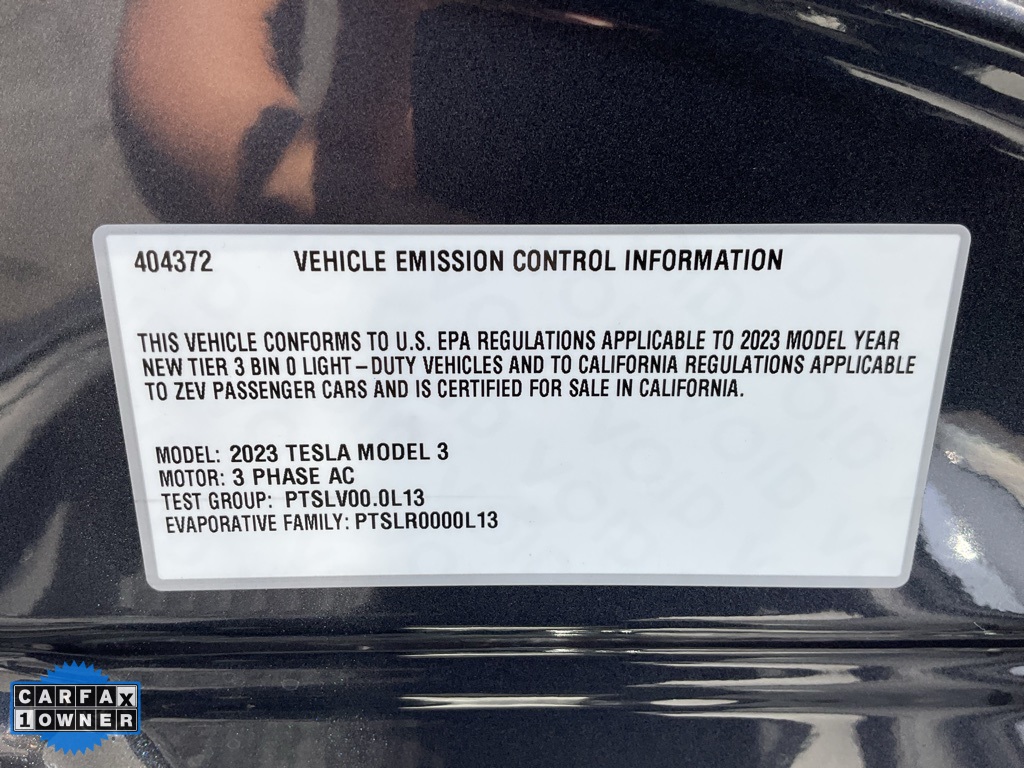 404372 VEHICLE EMISSION CONTROL INFORMATION
THIS VEHICLE CONFORMS TO U.S. EPA REGULATIONS APPLICABLE TO 2023 MODEL YEAR
NEW TIER 3 BIN 0 LIGHT-DUTY VEHICLES AND TO CALIFORNIA REGULATIONS APPLICABLE
TO ZEV PASSENGER CARS AND IS CERTIFIED FOR SALE IN CALIFORNIA.
MODEL: 2023 TESLA MODEL 3
MOTOR: 3 PHASE AC
TEST GROUP: PTSLV00.0L13
EVAPORATIVE FAMILY: PTSLR0000L13
CARFAX
1 OWNER